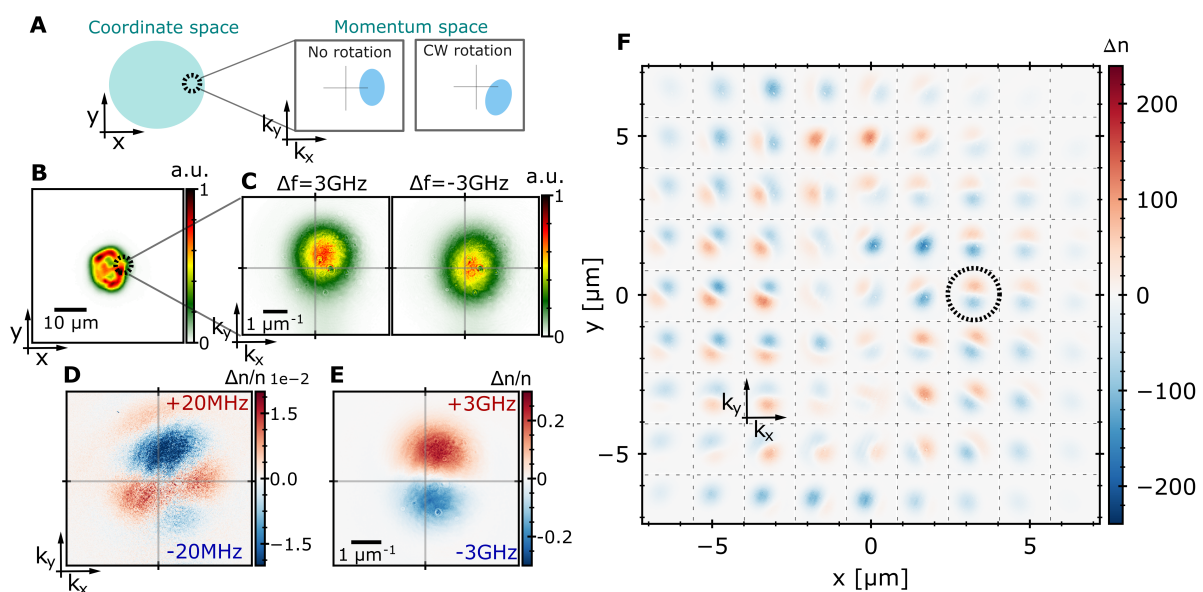 A
Coordinate space
Momentum space
No rotation
CW rotation
y
x
ky
kx
B
a.u.
1
0
10 µm
y
x
C
Δf=3GHz
Δf=-3GHz
a.u.
1
0
1 µm⁻¹
ky
kx
D
Δn/n 1e−2
+20MHz
-20MHz
1.5
0.0
−1.5
ky
kx
E
Δn/n
+3GHz
-3GHz
1 µm⁻¹
0.2
0
-0.2
F
Δn
200
100
0
−100
−200
y [µm]
5
0
−5
ky
kx
−5
0
5
x [µm]